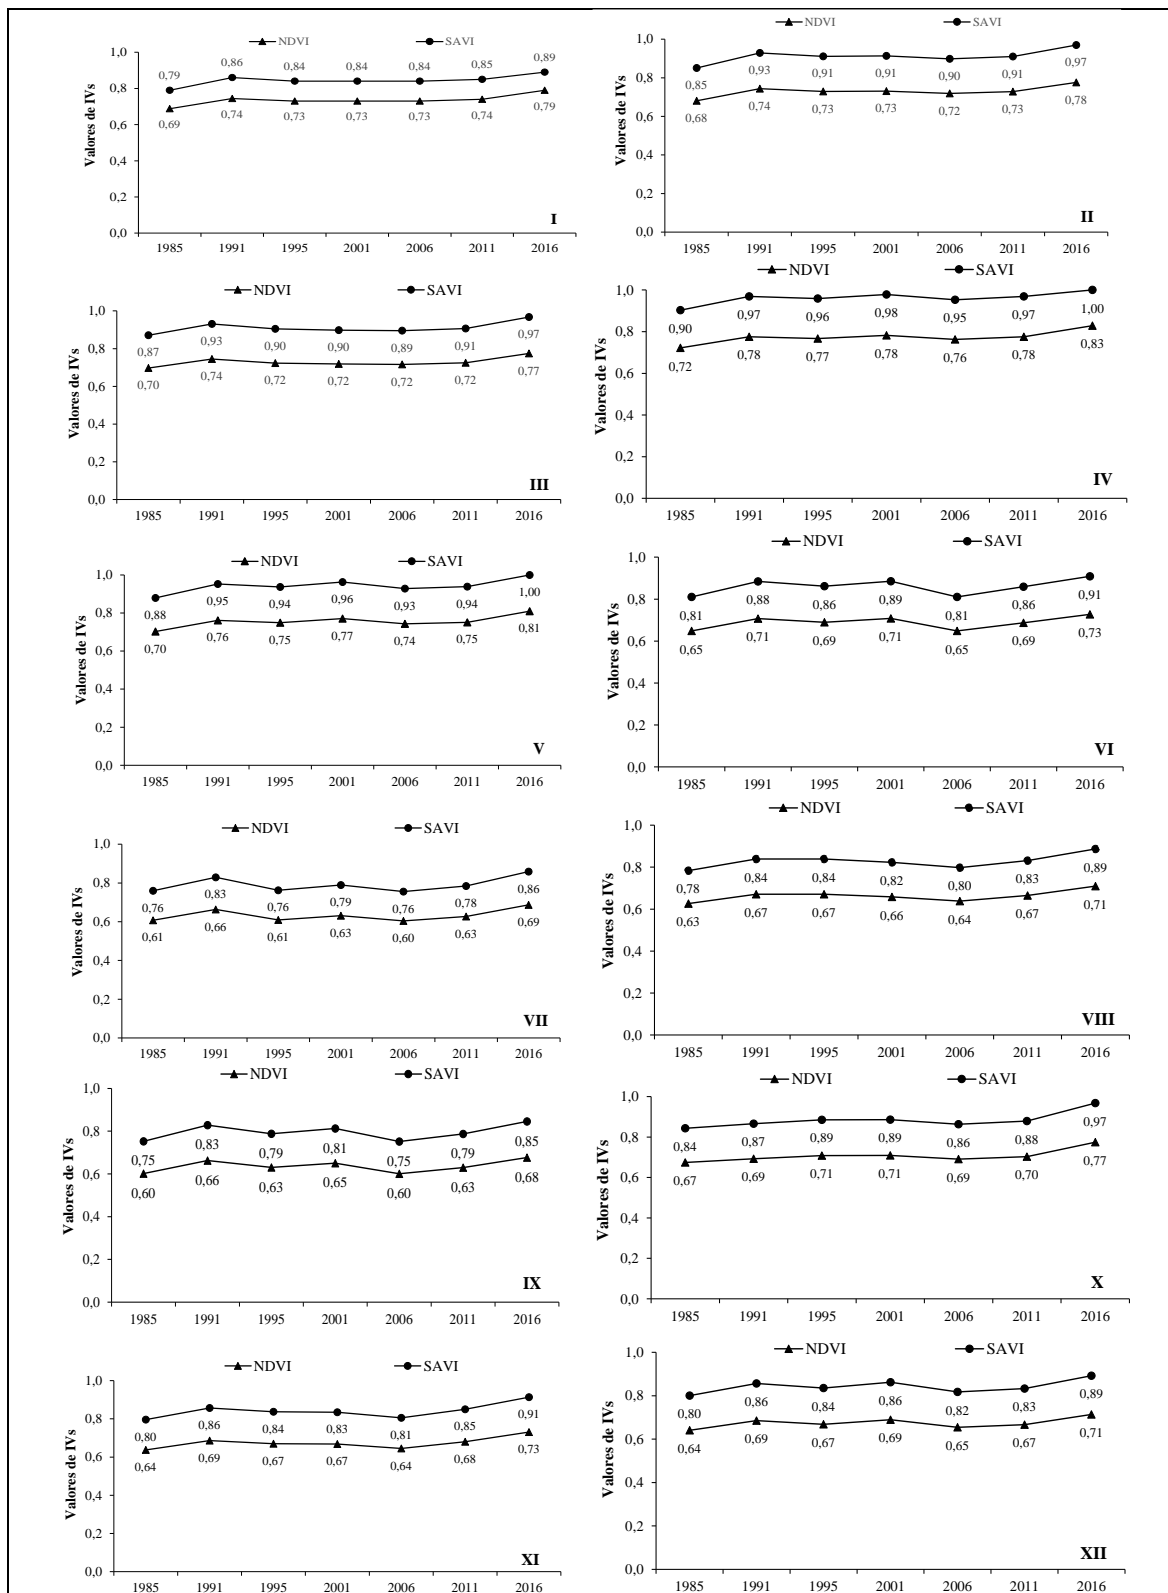 NDVI SAVI
Valores de IVs
1,0
0,8
0,6
0,4
0,2
0,0
0,79 0,86 0,84 0,84 0,84 0,85 0,89
0,69 0,74 0,73 0,73 0,73 0,74 0,79
I
1985 1991 1995 2001 2006 2011 2016
NDVI SAVI
Valores de IVs
1,0
0,8
0,6
0,4
0,2
0,0
0,85 0,93 0,91 0,91 0,90 0,91 0,97
0,68 0,74 0,73 0,73 0,72 0,73 0,78
II
1985 1991 1995 2001 2006 2011 2016
NDVI SAVI
Valores de IVs
1,0
0,8
0,6
0,4
0,2
0,0
0,87 0,93 0,90 0,90 0,89 0,91 0,97
0,70 0,74 0,72 0,72 0,72 0,72 0,77
III
1985 1991 1995 2001 2006 2011 2016
NDVI SAVI
Valores de IVs
1,0
0,8
0,6
0,4
0,2
0,0
0,90 0,97 0,96 0,98 0,95 0,97 1,00
0,72 0,78 0,77 0,78 0,76 0,78 0,83
IV
1985 1991 1995 2001 2006 2011 2016
NDVI SAVI
Valores de IVs
1,0
0,8
0,6
0,4
0,2
0,0
0,88 0,95 0,94 0,96 0,93 0,94 1,00
0,70 0,76 0,75 0,77 0,74 0,75 0,81
V
1985 1991 1995 2001 2006 2011 2016
NDVI SAVI
Valores de IVs
1,0
0,8
0,6
0,4
0,2
0,0
0,81 0,88 0,86 0,89 0,81 0,86 0,91
0,65 0,71 0,69 0,71 0,65 0,69 0,73
VI
1985 1991 1995 2001 2006 2011 2016
NDVI SAVI
Valores de IVs
1,0
0,8
0,6
0,4
0,2
0,0
0,76 0,83 0,76 0,79 0,76 0,78 0,86
0,61 0,66 0,61 0,63 0,60 0,63 0,69
VII
1985 1991 1995 2001 2006 2011 2016
NDVI SAVI
Valores de IVs
1,0
0,8
0,6
0,4
0,2
0,0
0,78 0,84 0,84 0,82 0,80 0,83 0,89
0,63 0,67 0,67 0,66 0,64 0,67 0,71
VIII
1985 1991 1995 2001 2006 2011 2016
NDVI SAVI
Valores de IVs
1,0
0,8
0,6
0,4
0,2
0,0
0,75 0,83 0,79 0,81 0,75 0,79 0,85
0,60 0,66 0,63 0,65 0,60 0,63 0,68
IX
1985 1991 1995 2001 2006 2011 2016
NDVI SAVI
Valores de IVs
1,0
0,8
0,6
0,4
0,2
0,0
0,84 0,87 0,89 0,89 0,86 0,88 0,97
0,67 0,69 0,71 0,71 0,69 0,70 0,77
X
1985 1991 1995 2001 2006 2011 2016
NDVI SAVI
Valores de IVs
1,0
0,8
0,6
0,4
0,2
0,0
0,80 0,86 0,84 0,83 0,81 0,85 0,91
0,64 0,69 0,67 0,67 0,64 0,68 0,73
XI
1985 1991 1995 2001 2006 2011 2016
NDVI SAVI
Valores de IVs
1,0
0,8
0,6
0,4
0,2
0,0
0,80 0,86 0,84 0,86 0,82 0,83 0,89
0,64 0,69 0,67 0,69 0,65 0,67 0,71
XII
1985 1991 1995 2001 2006 2011 2016